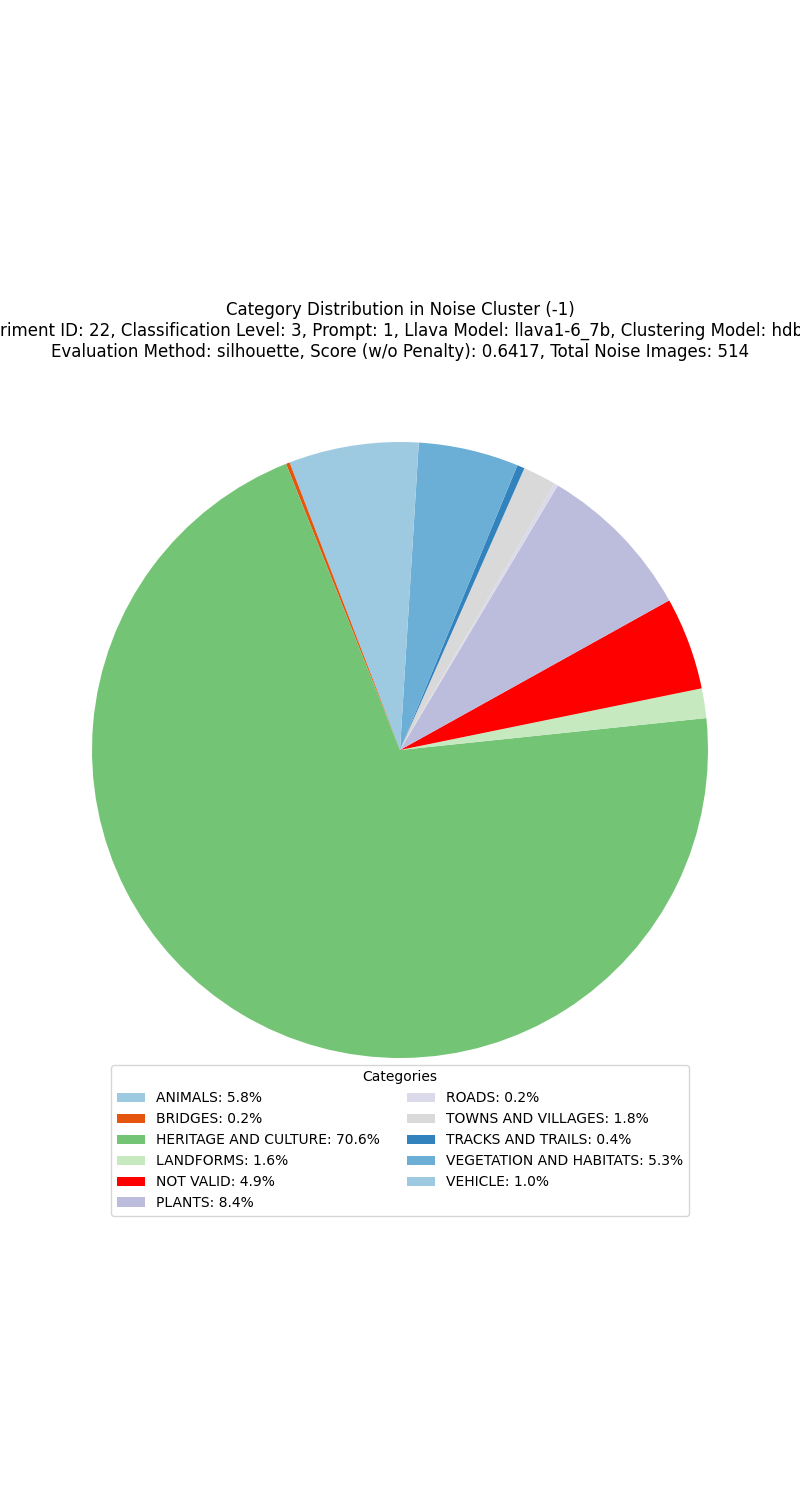 Category Distribution in Noise Cluster (-1)
riment ID: 22, Classification Level: 3, Prompt: 1, Llava Model: llava1-6_7b, Clustering Model: hdb
Evaluation Method: silhouette, Score (w/o Penalty): 0.6417, Total Noise Images: 514
Categories
ANIMALS: 5.8%
BRIDGES: 0.2%
HERITAGE AND CULTURE: 70.6%
LANDFORMS: 1.6%
NOT VALID: 4.9%
PLANTS: 8.4%
ROADS: 0.2%
TOWNS AND VILLAGES: 1.8%
TRACKS AND TRAILS: 0.4%
VEGETATION AND HABITATS: 5.3%
VEHICLE: 1.0%